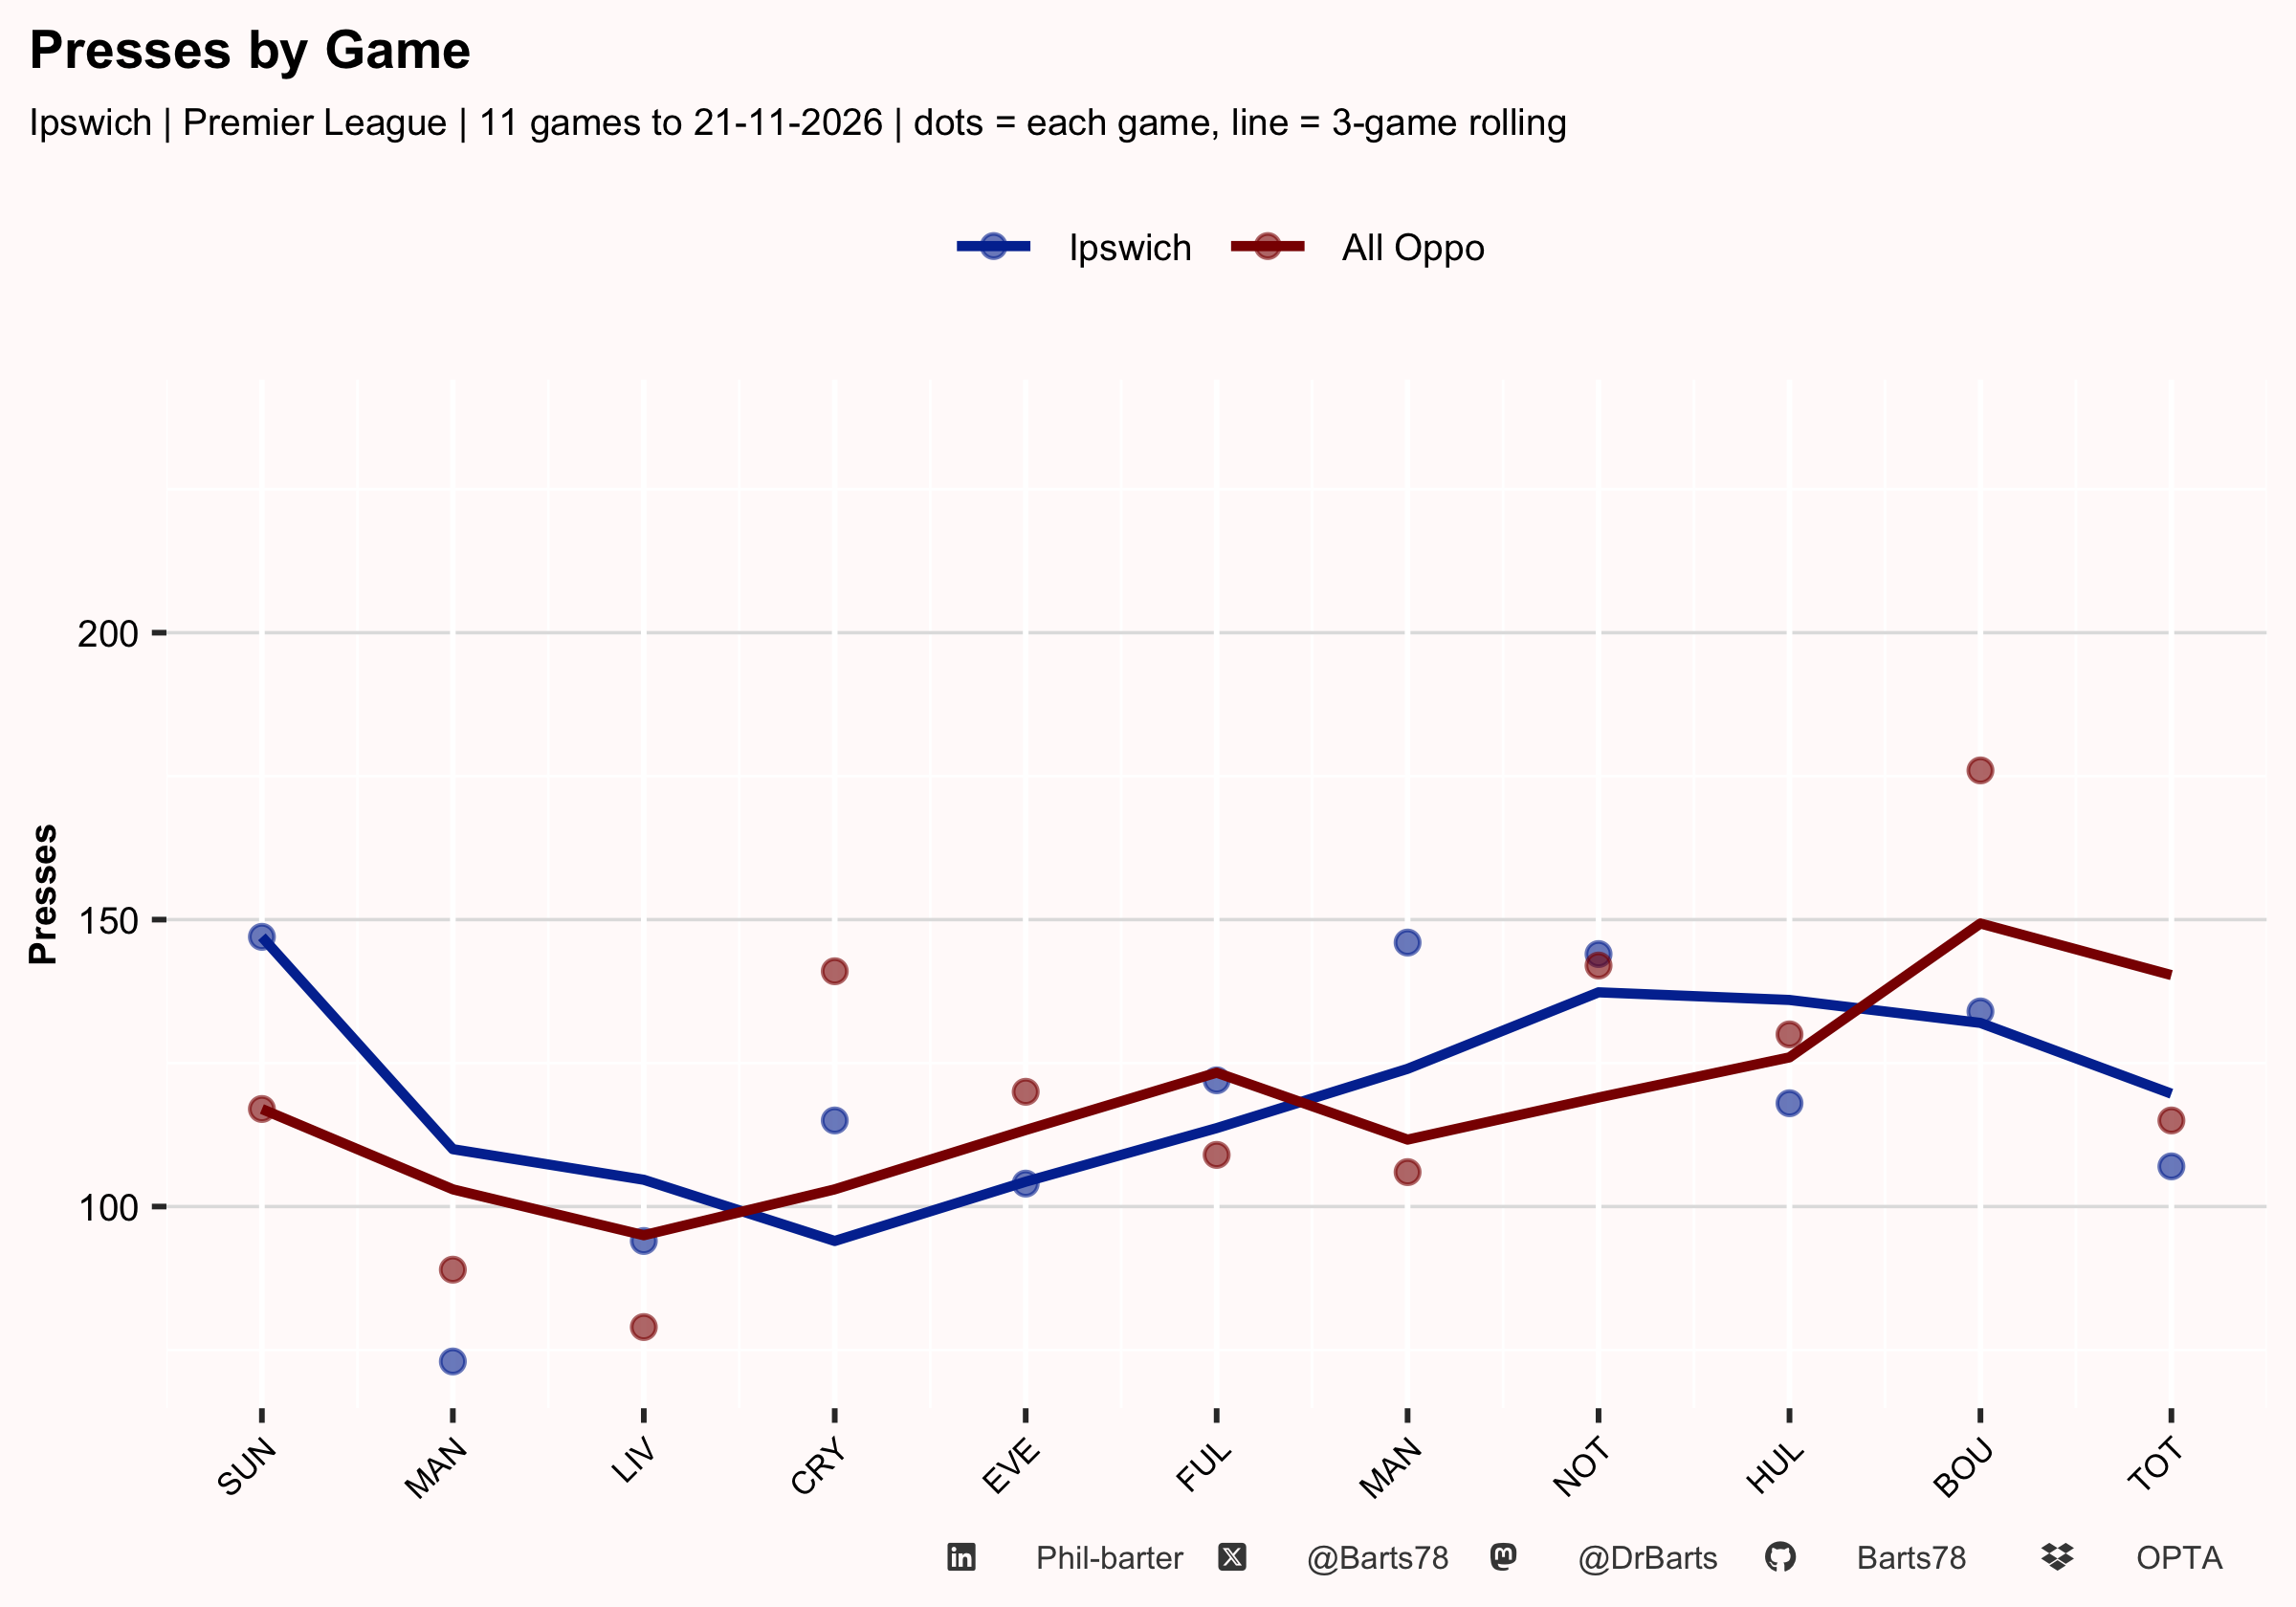 Presses by Game
Ipswich | Premier League | 11 games to 21-11-2026 | dots = each game, line = 3-game rolling
Ipswich All Oppo
Presses
200
150
100
SUN MAN LIV CRY EVE FUL MAN NOT HUL BOU TOT
Phil-barter @Barts78 @DrBarts Barts78 OPTA